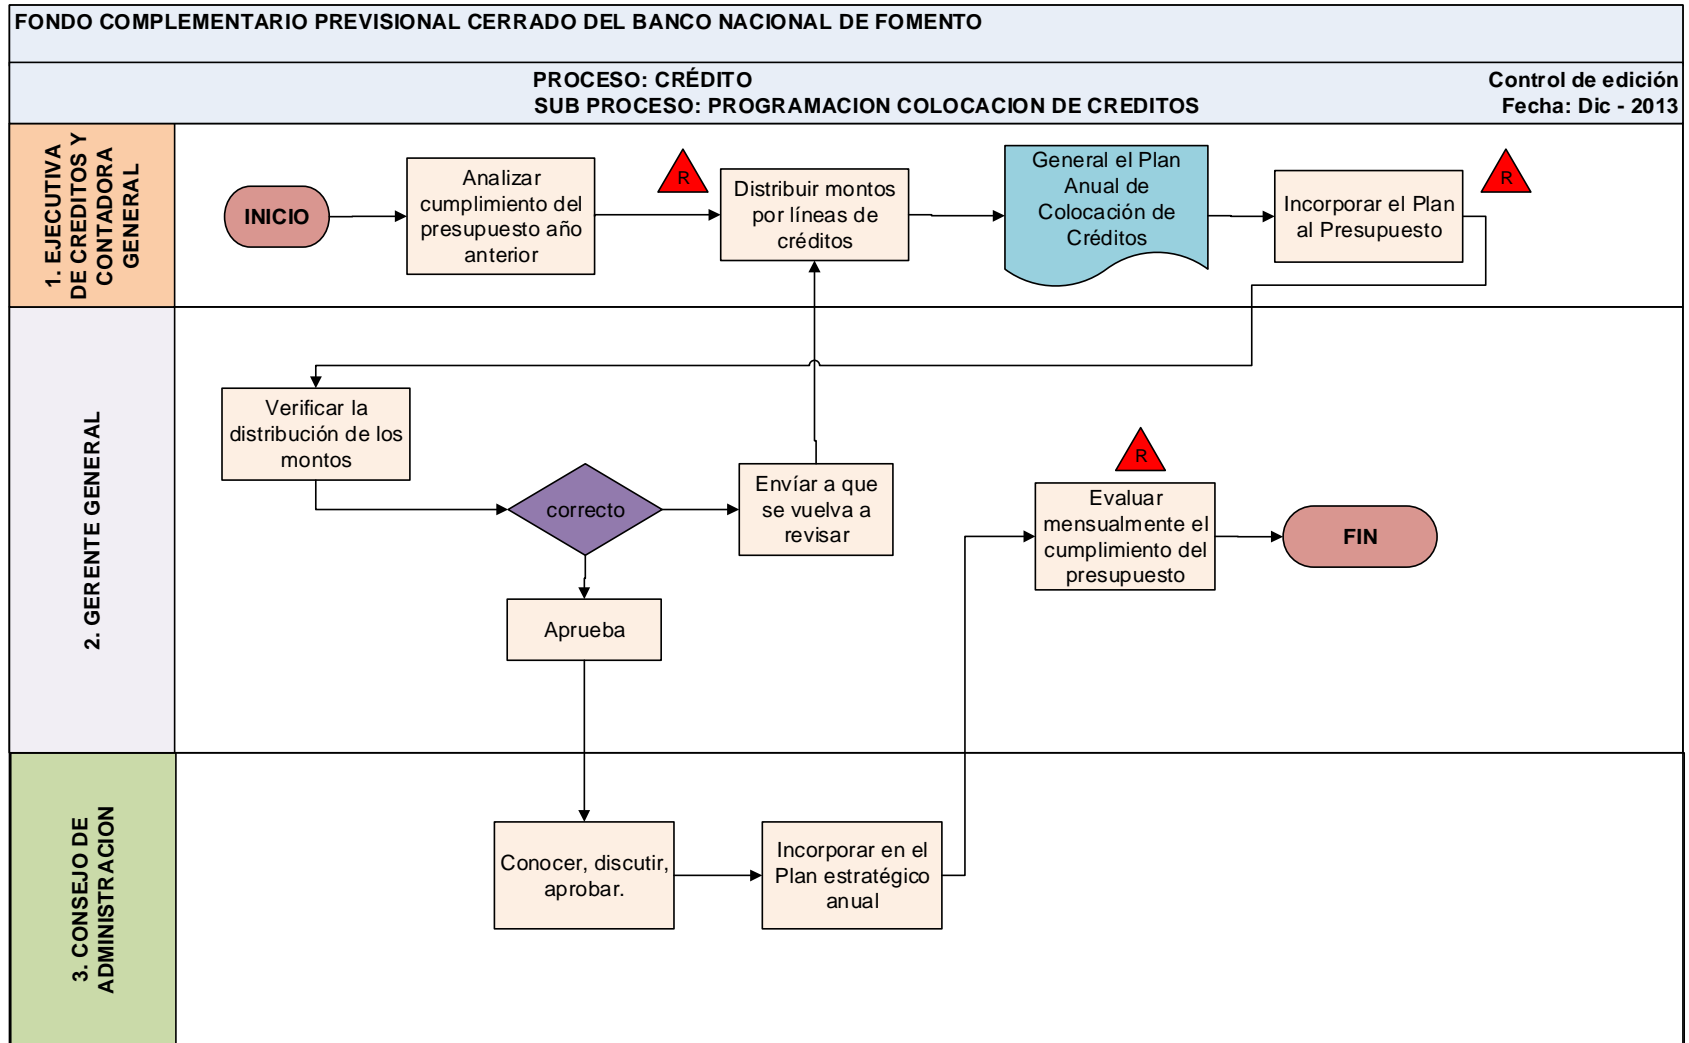 FONDO COMPLEMENTARIO PREVISIONAL CERRADO DEL BANCO NACIONAL DE FOMENTO
PROCESO: CRÉDITO
SUB PROCESO: PROGRAMACION COLOCACION DE CREDITOS
Control de edición
Fecha: Dic - 2013
1. EJECUTIVA
DE CREDITOS Y
CONTADORA
GENERAL
INICIO
Analizar
cumplimiento del
presupuesto año
anterior
R
Distribuir montos
por líneas de
créditos
General el Plan
Anual de
Colocación de
Créditos
Incorporar el Plan
al Presupuesto
R
2. GERENTE GENERAL
Verificar la
distribución de los
montos
correcto
Envíar a que
se vuelva a
revisar
Aprueba
R
Evaluar
mensualmente el
cumplimiento del
presupuesto
FIN
3. CONSEJO DE
ADMINISTRACION
Conocer, discutir,
aprobar.
Incorporar en el
Plan estratégico
anual